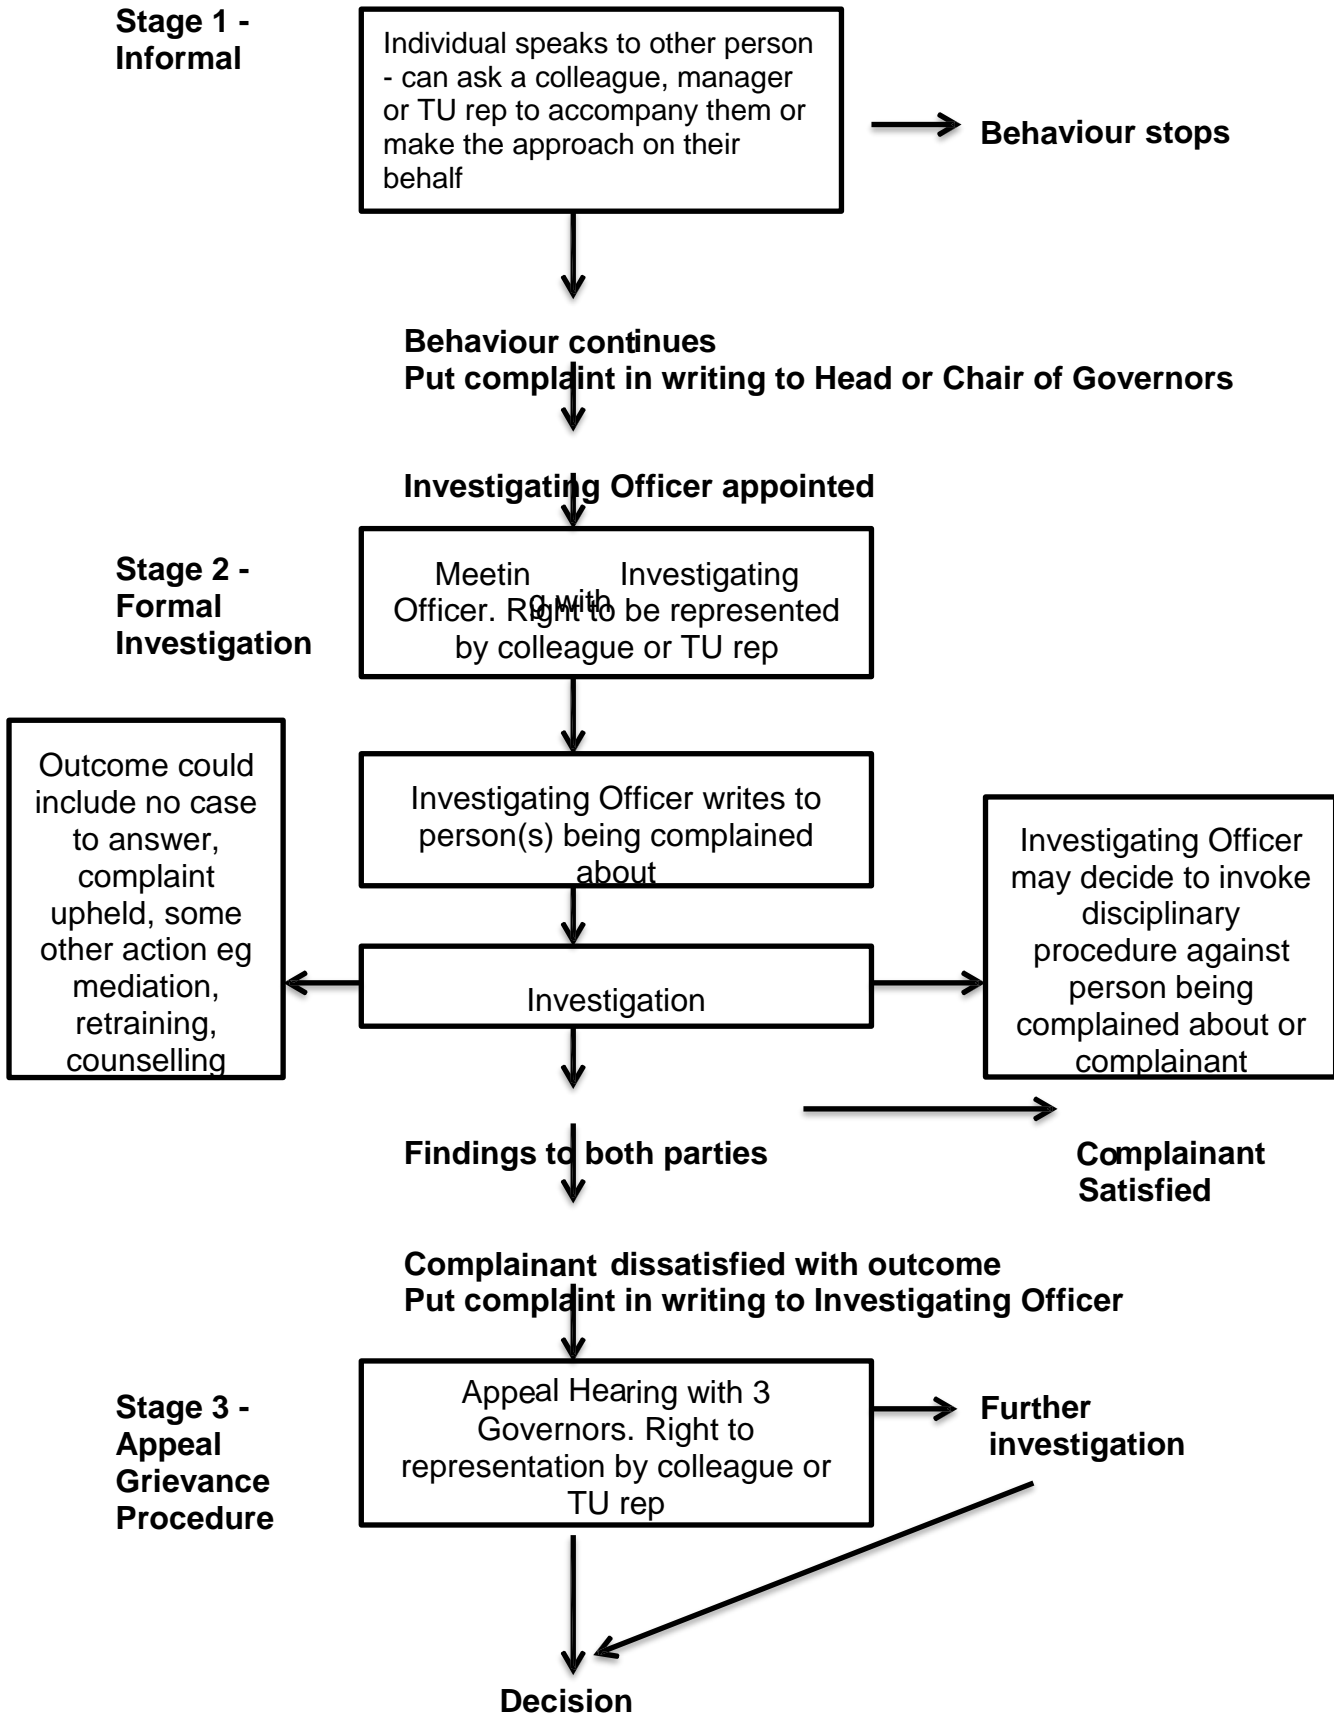 Stage 1 -
Informal
Individual speaks to other person
- can ask a colleague, manager
or TU rep to accompany them or
make the approach on their
behalf
Behaviour stops
Behaviour continues
Put complaint in writing to Head or Chair of Governors
Investigating Officer appointed
Stage 2 -
Formal
Investigation
Meeting with Investigating
Officer. Right to be represented
by colleague or TU rep
Investigating Officer writes to
person(s) being complained
about
Outcome could
include no case
to answer,
complaint
upheld, some
other action eg
mediation,
retraining,
counselling
Investigation
Investigating Officer
may decide to invoke
disciplinary
procedure against
person being
complained about or
complainant
Findings to both parties
Complainant
Satisfied
Complainant dissatisfied with outcome
Put complaint in writing to Investigating Officer
Stage 3 -
Appeal
Grievance
Procedure
Appeal Hearing with 3
Governors. Right to
representation by colleague or
TU rep
Further
investigation
Decision